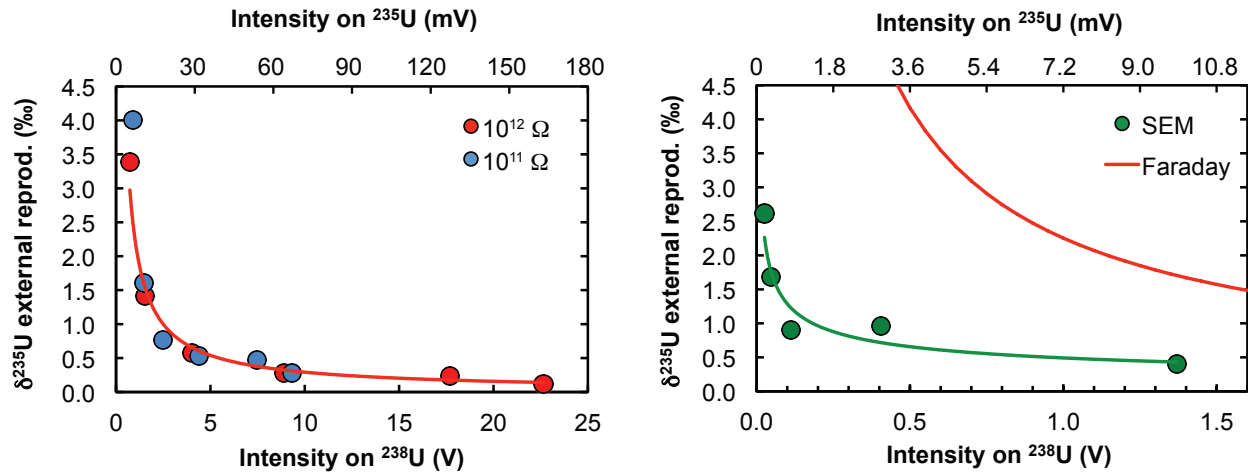 Intensity on ²³⁵U (mV)
0 30 60 90 120 150 180
δ²³⁵U external reprod. (‰)
4.5
4.0
3.5
3.0
2.5
2.0
1.5
1.0
0.5
0.0
10¹² Ω
10¹¹ Ω
0 5 10 15 20 25
Intensity on ²³⁸U (V)
Intensity on ²³⁵U (mV)
0 1.8 3.6 5.4 7.2 9.0 10.8
δ²³⁵U external reprod. (‰)
4.5
4.0
3.5
3.0
2.5
2.0
1.5
1.0
0.5
0.0
SEM
Faraday
0.0 0.5 1.0 1.5
Intensity on ²³⁸U (V)